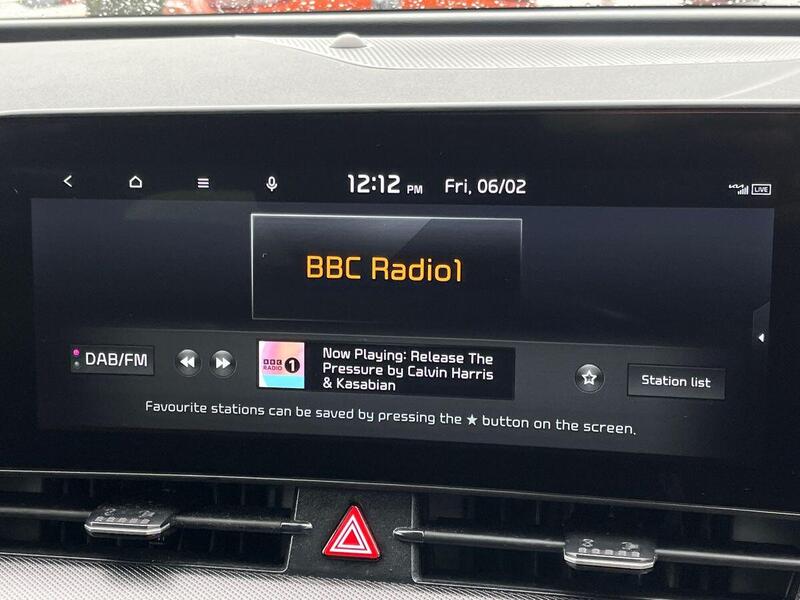 12:12 PM Fri, 06/02
LIVE
BBC Radio1
DAB/FM
BBC
RADIO 1
Now Playing: Release The
Pressure by Calvin Harris
& Kasabian
Station list
Favourite stations can be saved by pressing the ★ button on the screen.